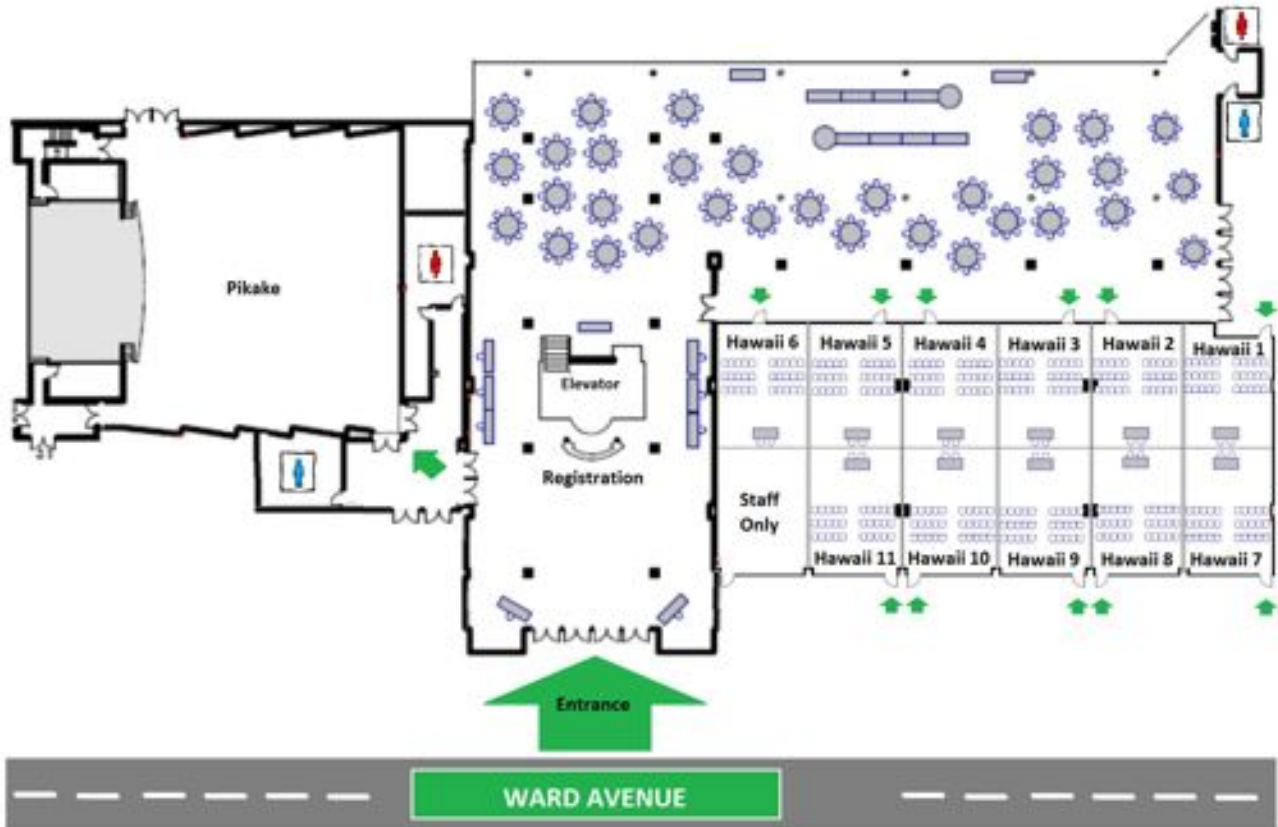 Pikake
Hawaii 6
Hawaii 5
Hawaii 4
Hawaii 3
Hawaii 2
Hawaii 1
Elevator
Registration
Staff
Only
Hawaii 11
Hawaii 10
Hawaii 9
Hawaii 8
Hawaii 7
Entrance
WARD AVENUE